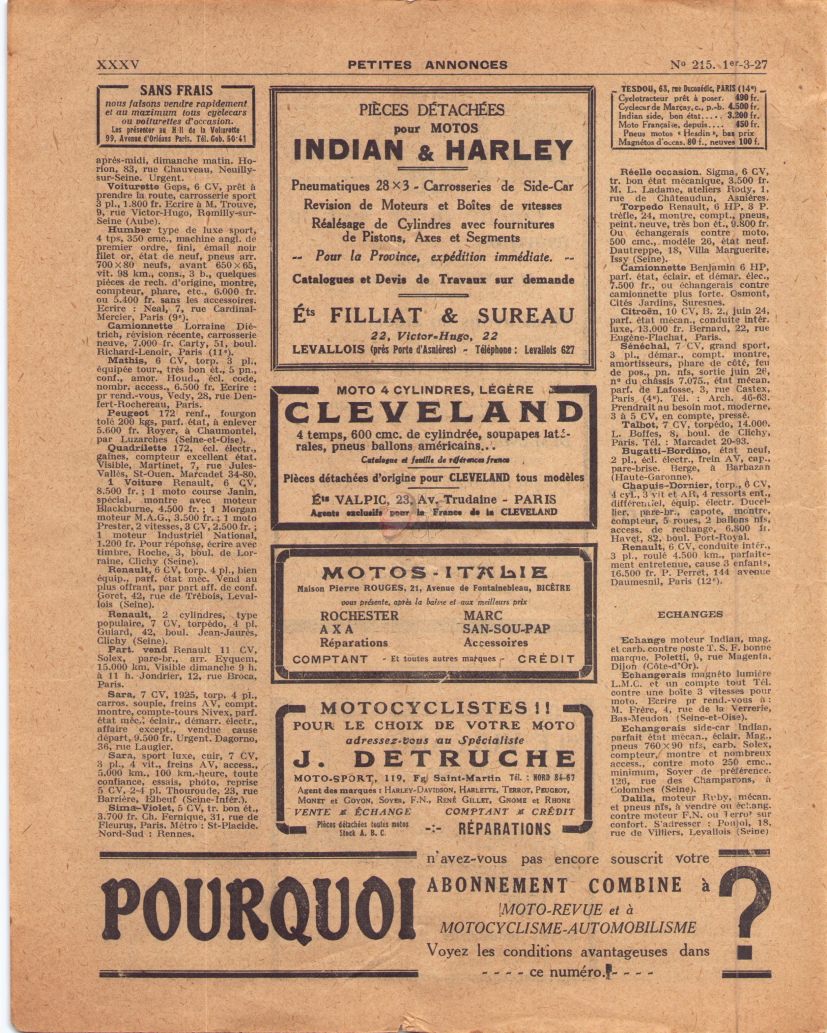 XXXV
PETITES ANNONCES
Nº 215. 1er-3-27
SANS FRAIS
nous faisons vendre rapidement
et au maximum tous cyclecars
ou voiturettes d'occasion.
Les présenter au N-ll de la Voiturette
99, Avenue d'Orléans Paris. Tél. Gob. 50-41
après-midi, dimanche matin. Ho-
rion, 83, rue Chauveau, Neuilly-
sur-Seine. Urgent.
Voiturette Geps, 6 CV, prêt à
prendre la route, carrosserie sport
3 pl., 1.800 fr. Ecrire à M. Trouve,
9, rue Victor-Hugo, Romilly-sur-
Seine (Aube).
Humber type de luxe sport,
4 tps, 350 cmc., machine angl. de
premier ordre, fini, émail noir
filet or, état de neuf, pneus arr.
700×80 neufs, avant 650×65,
vit. 98 km., cons., 3 b., quelques
pièces de rech. d'origine, montre,
compteur, phare, etc., 6.000 fr.
ou 5.400 fr. sans les accessoires.
Ecrire : Neal, 7, rue Cardinal-
Mercier, Paris (9e).
Camionnette Lorraine Dié-
trich, révision récente, carrosserie
neuve, 7.000 fr. Carty, 51, boul.
Richard-Lenoir, Paris (11e).
Mathis, 6 CV, torp. 3 pl.,
équipée tour., très bon ét., 5 pn.,
conf., amor. Houd., écl. code,
nombr. access., 6.500 fr. Ecrire :
pr rend.-vous, Vedy, 28, rue Den-
fert-Rochereau, Paris.
Peugeot 172 renf., fourgon
tolé 200 kgs, parf. état, à enlever
5.600 fr. Royer, à Chaumontel,
par Luzarches (Seine-et-Oise).
Quadrilette 172, écl. électr.,
gaines, compteur excellent état.
Visible, Martinet, 7, rue Jules-
Vallès, St-Ouen. Marcadet 34-80.
1 Voiture Renault, 6 CV,
8.500 fr. ; 1 moto course Janin,
spécial, montre avec moteur
Blackburne, 4.500 fr. ; 1 Morgan
moteur M.A.G., 3.500 fr. ; 1 moto
Prester, 2 vitesses, 3 CV, 2.500 fr. ;
1 moteur Industriel National,
1.200 fr. Pour réponse, écrire avec
timbre, Roche, 3, boul. de Lor-
raine, Clichy (Seine).
Renault, 6 CV, torp. 4 pl., bien
équip., parf. état méc. Vend au
plus offrant, par part aff. de conf.
Goret, 42, rue de Trébois, Leval-
lois (Seine).
Renault, 2 cylindres, type
populaire, 7 CV, torpédo, 4 pl.
Guiard, 42, boul. Jean-Jaurès,
Clichy (Seine).
Part. vend Renault 11 CV,
Solex, pare-br., arr. Eyquem,
15.000 km, Visible dimanche 9 h.
à 11 h. Jondrier, 12, rue Broca,
Paris.
Sara, 7 CV, 1925, torp. 4 pl.,
carros. souple, freins AV, compt.
montre, compte-tours Nivex, parf.
état méc.; éclair., démarr. électr.,
affaire except., vendue cause
départ, 9.500 fr. Urgent. Dagorno,
36, rue Laugier.
Sara, sport luxe, cuir, 7 CV,
3 pl., 4 vit., freins AV, access.,
5.000 km., 100 km.-heure, toute
confiance, essais, photo, reprise
5 CV, 2-4 pl. Thouroude, 23, rue
Barrière, Elbeuf (Seine-Infér.).
Sima-Violet, 5 CV, tr. bon ét.,
3.700 fr. Ch. Fernique, 31, rue de
Fleurus, Paris. Métro : St-Placide.
Nord-Sud : Rennes.
PIÈCES DÉTACHÉES
pour MOTOS
INDIAN & HARLEY
Pneumatiques 28×3 - Carrosseries de Side-Car
Revision de Moteurs et Boîtes de vitesses
Réalésage de Cylindres avec fournitures
de Pistons, Axes et Segments
-- Pour la Province, expédition immédiate. --
Catalogues et Devis de Travaux sur demande
Éts FILLIAT & SUREAU
22, Victor-Hugo, 22
LEVALLOIS (près Porte d'Asnières) - Téléphone : Levallois 627
MOTO 4 CYLINDRES, LÉGÈRE
CLEVELAND
4 temps, 600 cmc. de cylindrée, soupapes laté-
rales, pneus ballons américains...
Catalogue et feuille de références franco
Pièces détachées d'origine pour CLEVELAND tous modèles
Éts VALPIC, 23, Av. Trudaine - PARIS
Agents exclusifs pour la France de la CLEVELAND
MOTOS-ITALIE
Maison Pierre ROUGES, 21, Avenue de Fontainebleau, BICÊTRE
vous présente, après la baisse et aux meilleurs prix
ROCHESTER MARC
AXA SAN-SOU-PAP
Réparations Accessoires
COMPTANT - Et toutes autres marques - CRÉDIT
MOTOCYCLISTES !!
POUR LE CHOIX DE VOTRE MOTO
adressez-vous au Spécialiste
J. DETRUCHE
MOTO-SPORT, 119, Fg Saint-Martin Tél. : NORD 84-67
Agent des marques : HARLEY-DAVIDSON, HARLETTE, TERROT, PEUGEOT,
MONET et GOYON, SOYER, F.N., RENÉ GILLET, GNOME et RHONE
VENTE & ÉCHANGE COMPTANT & CRÉDIT
Pièces détachées toutes motos
Stock A. B. C.
-:- RÉPARATIONS
TESDOU, 63, rue Ducouëdic, PARIS (14e)
Cyclotracteur prêt à poser. 490 fr.
Cyclecar de Marçay, c., p.-b. 4.500 fr.
Indian side, bon état..... 3.200 fr.
Moto Française, depuis.... 450 fr.
Pneus motos « Headin », bas prix
Magnétos d'occas. 80 f., neuves 100 f.
Réelle occasion. Sigma, 6 CV,
tr. bon état mécanique, 3.500 fr.
M. L. Ladame, ateliers Rody, 1,
rue de Châteaudun, Asnières.
Torpedo Renault, 6 HP, 3 P.
trèfle, 24, montre, compt., pneus,
peint. neuve, très bon ét., 9.800 fr.
Ou échangerais contre moto.
500 cmc., modèle 26, état neuf.
Dautreppe, 18, Villa Marguerite,
Issy (Seine).
Camionnette Benjamin 6 HP,
parf. état, éclair. et démar. élec.,
7.500 fr., ou échangerais contre
camionnette plus forte. Osmont,
Cités Jardins, Suresnes.
Citroën, 10 CV, B. 2., juin 24,
parf. état mécan., conduite intér.
luxe, 13.000 fr. Bernard, 22, rue
Eugène-Flachat, Paris.
Sénéchal, 7 CV, grand sport,
3 pl., démar., compt. montre,
amortisseurs, phare de côté, feu
de pos., pn. nfs, sortie juin 26,
nº du châssis 7.075., état mécan.
parf. de Lafosse, 3, rue Castex,
Paris (4e). Tél. : Arch. 46-63.
Prendrait au besoin mot. moderne,
3 à 5 CV, en compte, pressé.
Talbot, 7 CV, torpédo, 14.000.
L. Boffes, 8, boul. de Clichy,
Paris. Tél. : Marcadet 20-93.
Bugatti-Bordino, état neuf,
2 pl., écl. électr., frein AV, cap.,
pare-brise. Berge, à Barbazan
(Haute-Garonne).
Chapuis-Dornier, torp., 6 CV,
4 cyl., 3 vit et AR, 4 ressorts ent.,
différentiel, équip. électr. Ducel-
lier, pare-br., capote, montre,
compteur, 5 roues, 2 ballons nfs,
access. de rechange, 6.800 fr.
Havet, 82, boul. Port-Royal.
Renault, 6 CV, conduite intér.,
3 pl., roulé 4.500 km., parfaite-
ment entretenue, cause 3 enfants,
16.500 fr. P. Perret, 144 avenue
Daumesnil, Paris (12e).
ECHANGES
Echange moteur Indian, mag.
et carb. contre poste T. S. F. bonne
marque. Poletti, 9, rue Magenta,
Dijon (Côte-d'Or).
Echangerais magnéto lumière
L.M.C. et un compte tout Tél.
contre une boîte 3 vitesses pour
moto. Ecrire pr rend.-vous à :
M. Frère, 4, rue de la Verrerie,
Bas-Meudon (Seine-et-Oise).
Echangerais side-car Indian,
parfait état mécan., éclair. Mag.,
pneus 760×90 nfs, carb. Solex,
compteur, montre et nombreux
access., contre moto 250 cmc.
minimum, Soyer de préférence.
126, rue des Champarons, à
Colombes (Seine).
Dalila, moteur Ruby, mécan.
et pneus nfs, à vendre ou échang.
contre moteur F.N. ou Terrot sur
confort. S'adresser : Poujol, 18,
rue de Villiers, Levallois (Seine)
POURQUOI
n'avez-vous pas encore souscrit votre
ABONNEMENT COMBINE à
MOTO-REVUE et à
MOTOCYCLISME-AUTOMOBILISME
Voyez les conditions avantageuses dans
- - - - ce numéro. - - - -
?